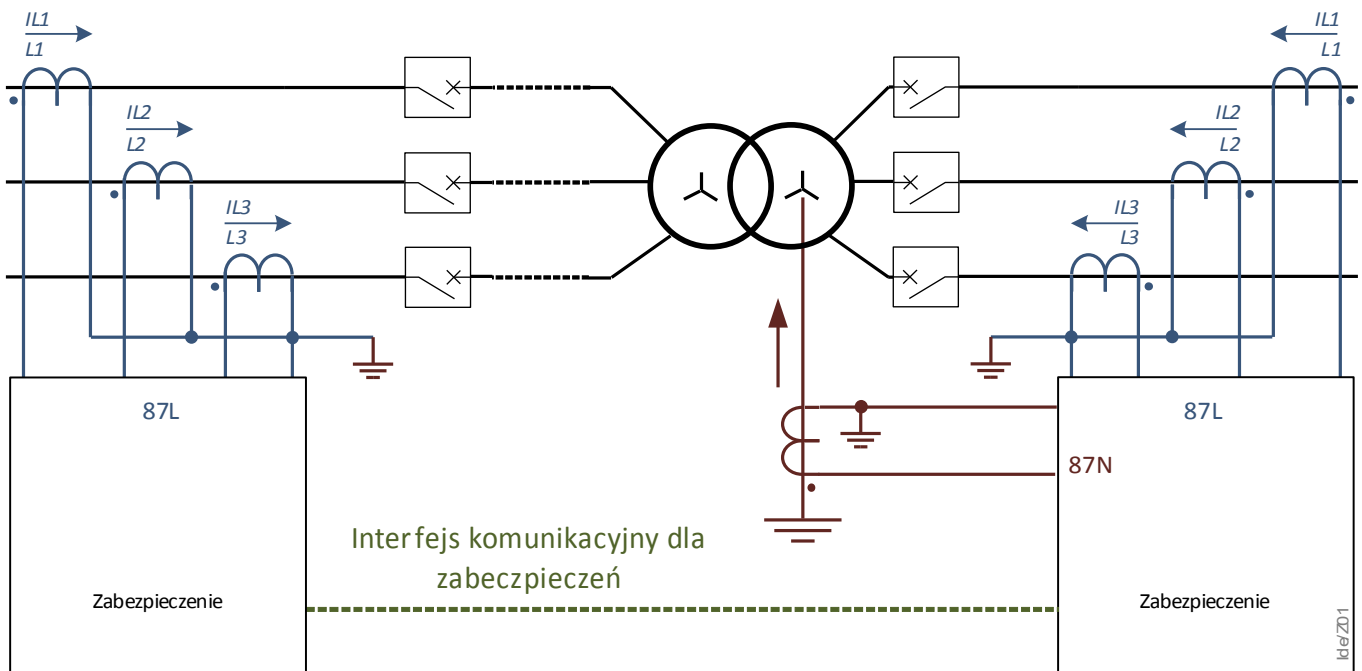 IL1
L1
IL1
L1
IL2
L2
IL2
L2
IL3
L3
IL3
L3
87L
87L
87N
Interfejs komunikacyjny dla
zabeczpieczeń
Zabezpieczenie
Zabezpieczenie
Ide/Z01